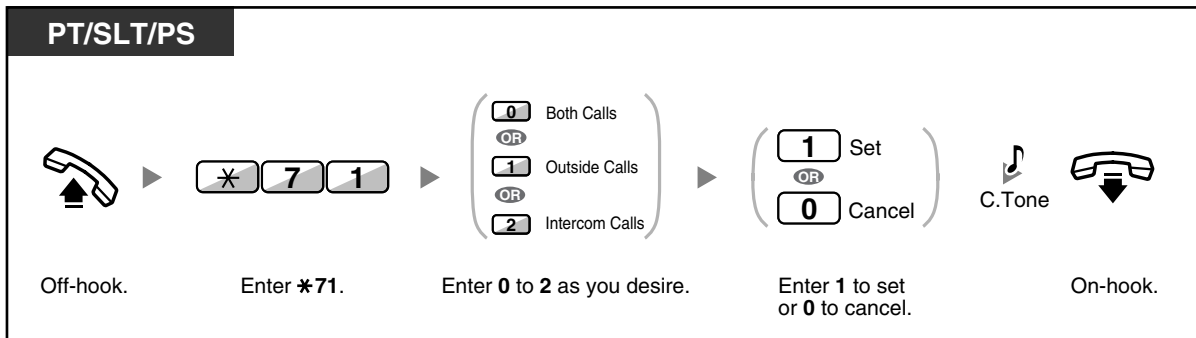 PT/SLT/PS
0 Both Calls
OR
1 Outside Calls
OR
2 Intercom Calls
* 7 1
1 Set
OR
0 Cancel
C.Tone
Off-hook.
Enter *71.
Enter 0 to 2 as you desire.
Enter 1 to set
or 0 to cancel.
On-hook.